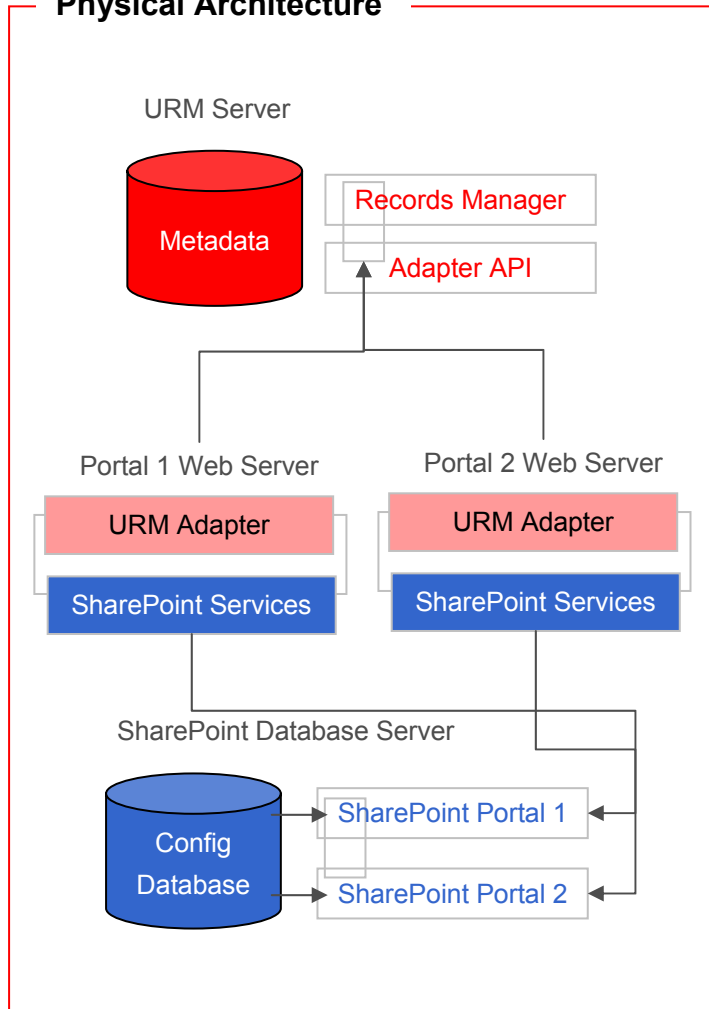 Physical Architecture
URM Server
Metadata
Records Manager
Adapter API
Portal 1 Web Server
Portal 2 Web Server
URM Adapter
URM Adapter
SharePoint Services
SharePoint Services
SharePoint Database Server
Config
Database
SharePoint Portal 1
SharePoint Portal 2